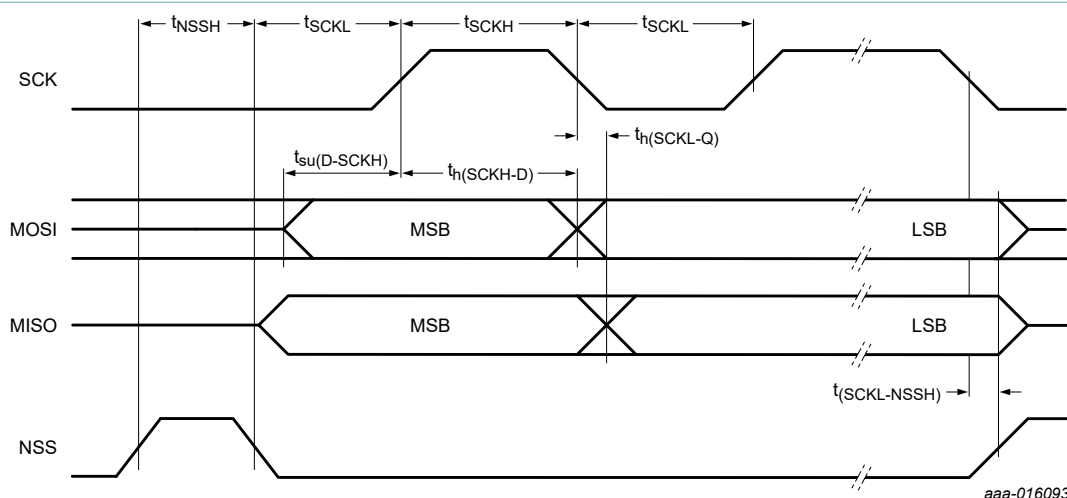 tNSSH tSCKL tSCKH tSCKL
SCK
th(SCKL-Q)
tsu(D-SCKH)
th(SCKH-D)
MOSI MSB LSB
MISO MSB LSB
t(SCKL-NSSH)
NSS
aaa-016093